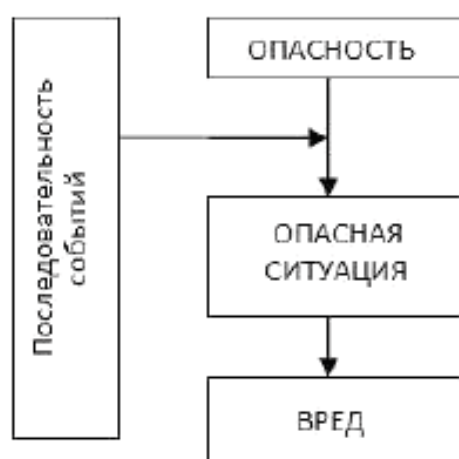 Последовательность
событий
ОПАСНОСТЬ
ОПАСНАЯ
СИТУАЦИЯ
ВРЕД